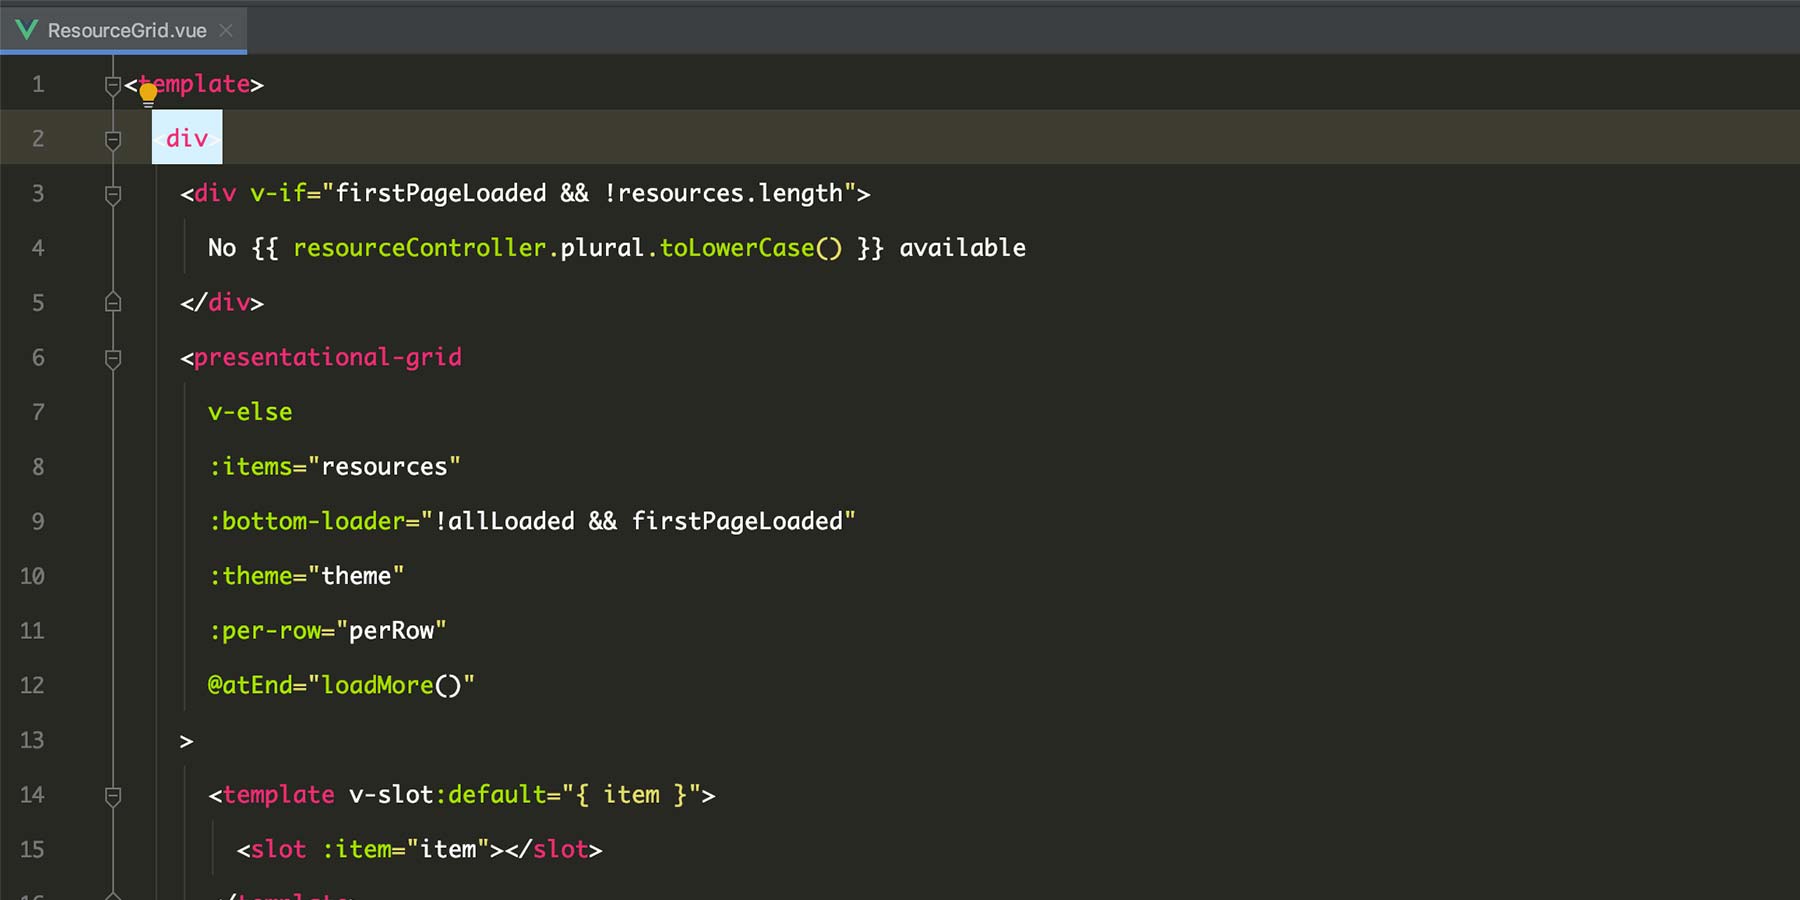 ResourceGrid.vue
1 <template>
2 <div>
3 <div v-if="firstPageLoaded && !resources.length">
4 No {{ resourceController.plural.toLowerCase() }} available
5 </div>
6 <presentational-grid
7 v-else
8 :items="resources"
9 :bottom-loader="!allLoaded && firstPageLoaded"
10 :theme="theme"
11 :per-row="perRow"
12 @atEnd="loadMore()"
13 >
14 <template v-slot:default="{ item }">
15 <slot :item="item"></slot>
16 </template>